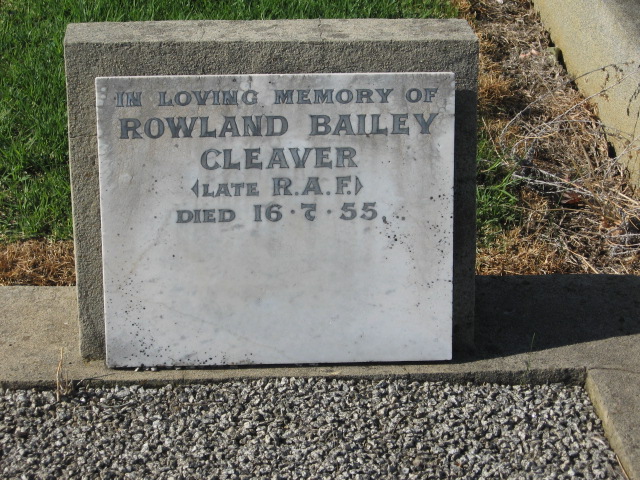 IN LOVING MEMORY OF
ROWLAND BAILEY
CLEAVER
(LATE R.A.F.)
DIED 16·7·55.